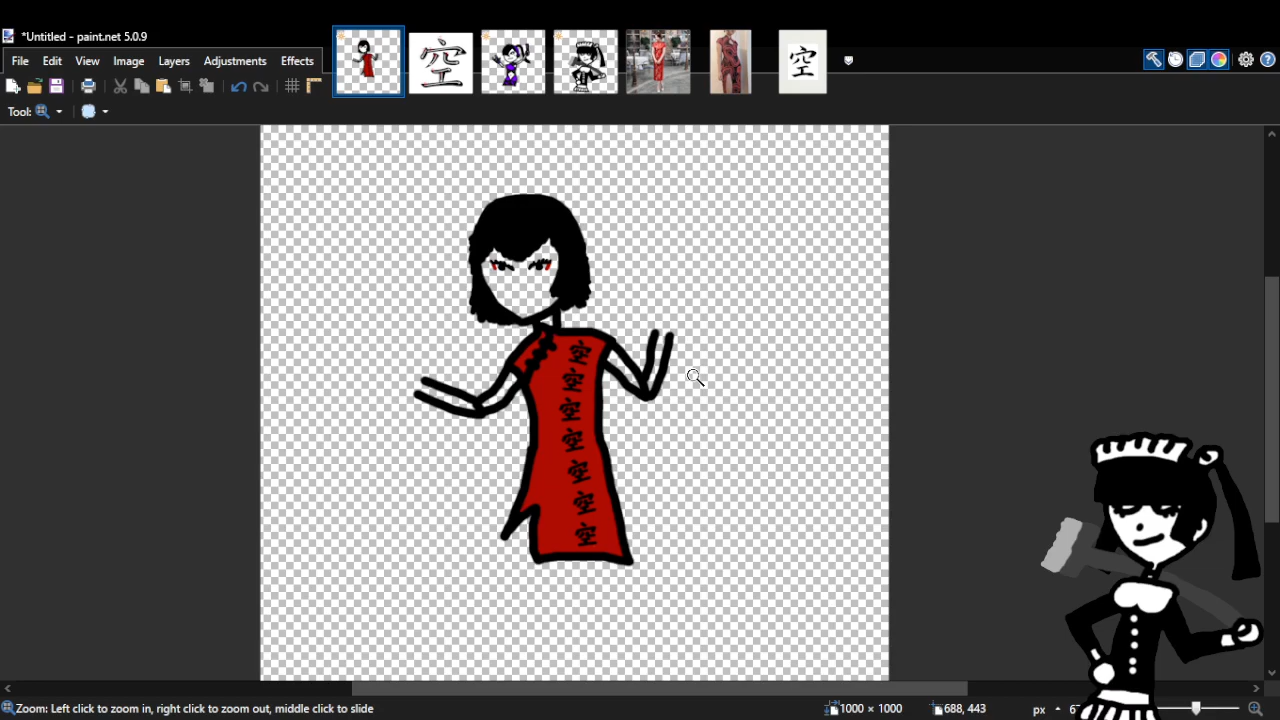 *Untitled - paint.net 5.0.9
File Edit View Image Layers Adjustments Effects
空
空
Tool:
空
空
空
空
空
空
空
Zoom: Left click to zoom in, right click to zoom out, middle click to slide
1000 × 1000
688, 443
px